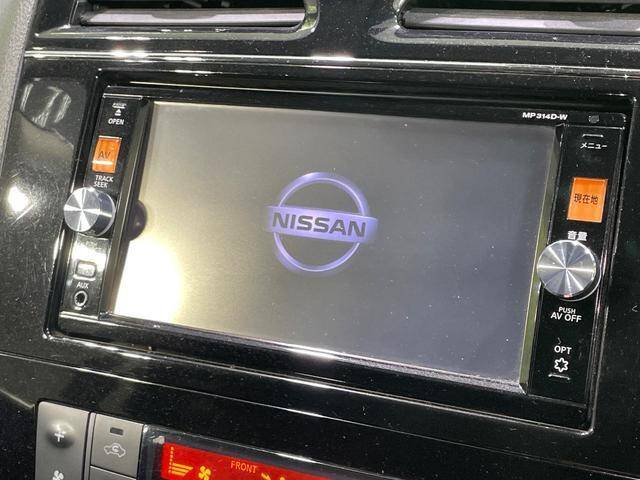 MP314D-W
OPEN
AV
TRACK
SEEK
AUX
NISSAN
メニュー
現在地
音量
PUSH
AV OFF
OPT
FRONT